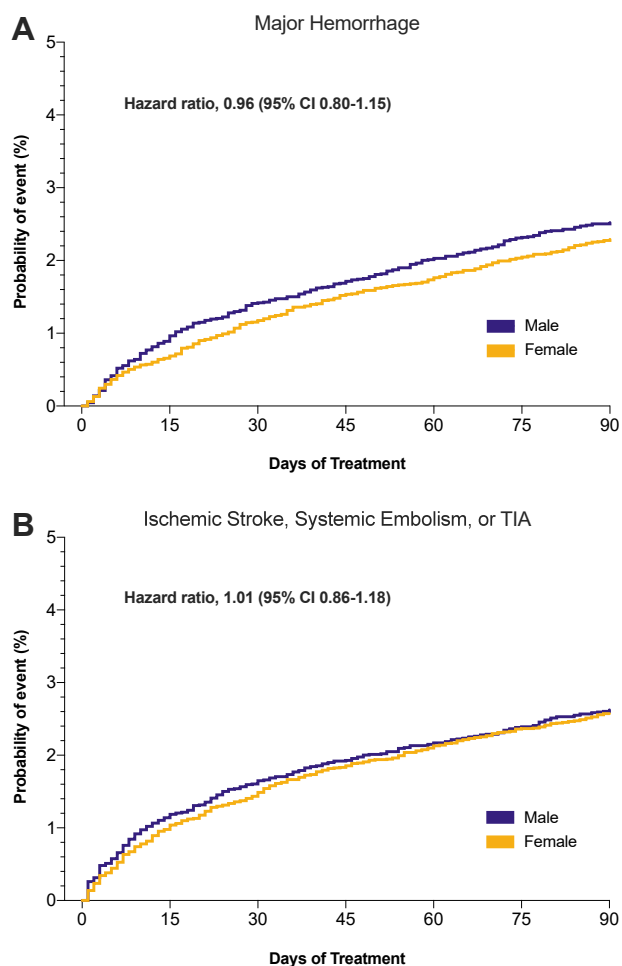 A
Major Hemorrhage
Hazard ratio, 0.96 (95% CI 0.80-1.15)
Probability of event (%)
5
4
3
2
1
0
Male
Female
0 15 30 45 60 75 90
Days of Treatment
B
Ischemic Stroke, Systemic Embolism, or TIA
Hazard ratio, 1.01 (95% CI 0.86-1.18)
Probability of event (%)
5
4
3
2
1
0
Male
Female
0 15 30 45 60 75 90
Days of Treatment